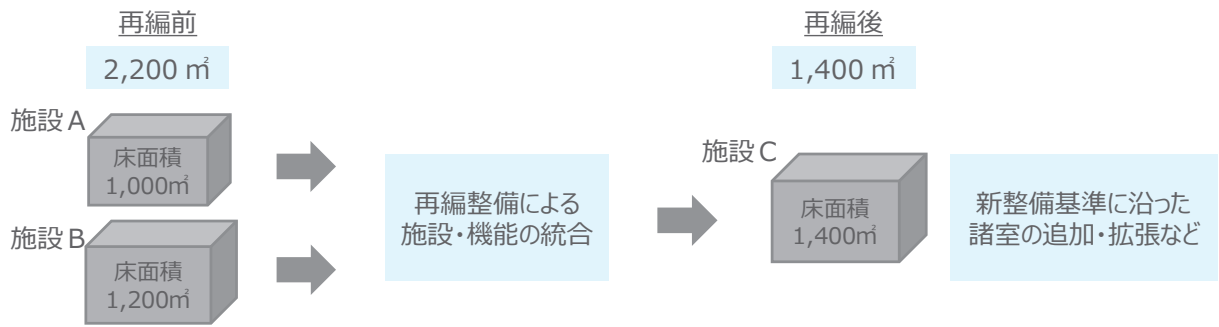 再編前
2,200 ㎡
施設A
床面積
1,000㎡
施設B
床面積
1,200㎡
再編整備による
施設・機能の統合
再編後
1,400 ㎡
施設C
床面積
1,400㎡
新整備基準に沿った
諸室の追加・拡張など